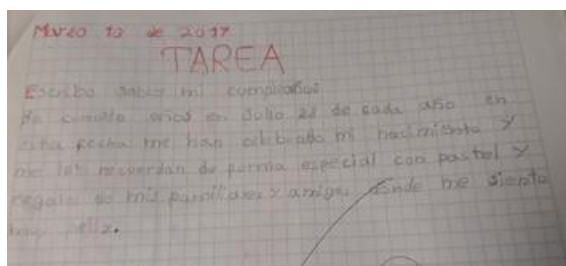 Marzo 10 de 2017
TAREA
Escribo sobre mi cumpleaños
Yo cumplo años en Julio 28 de cada año en
esta fecha me han celebrado mi nacimiento y
me lo recuerdan de forma especial con pastel y
regalo de mis familiares y amigos donde me siento
muy feliz.